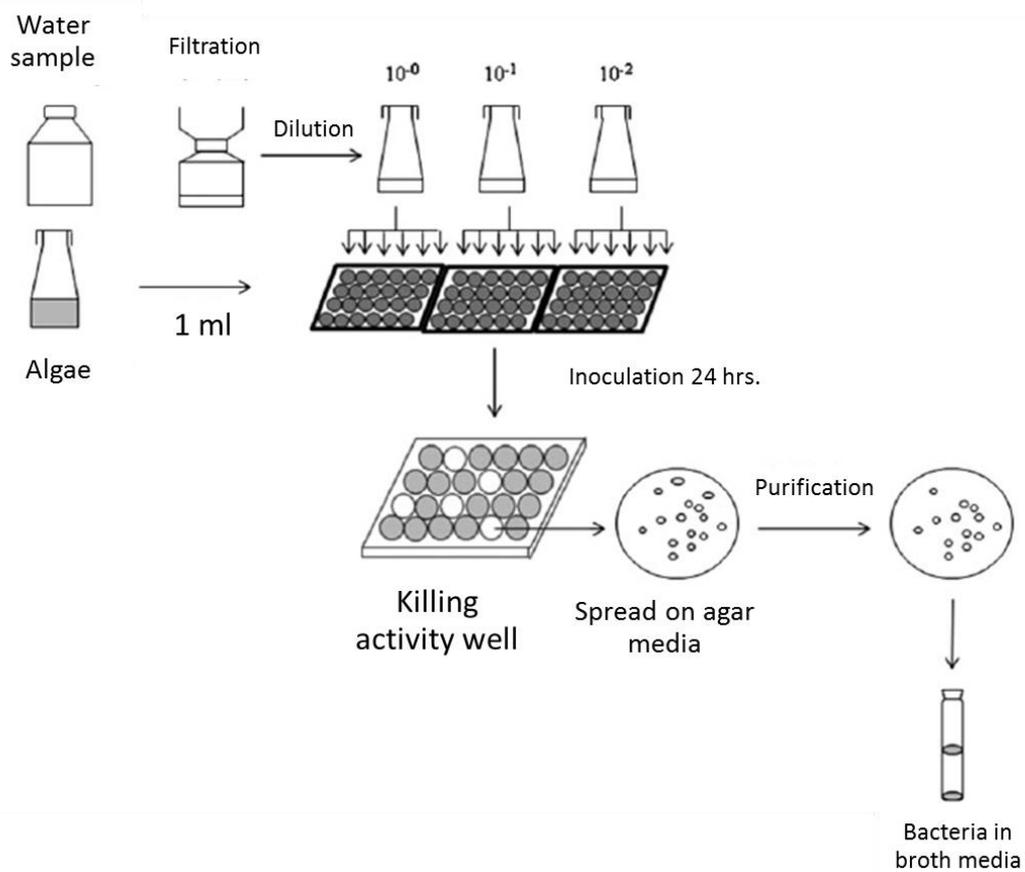 Water
sample
Filtration
Dilution
10-0
10-1
10-2
Algae
1 ml
Inoculation 24 hrs.
Killing
activity well
Spread on agar
media
Purification
Bacteria in
broth media